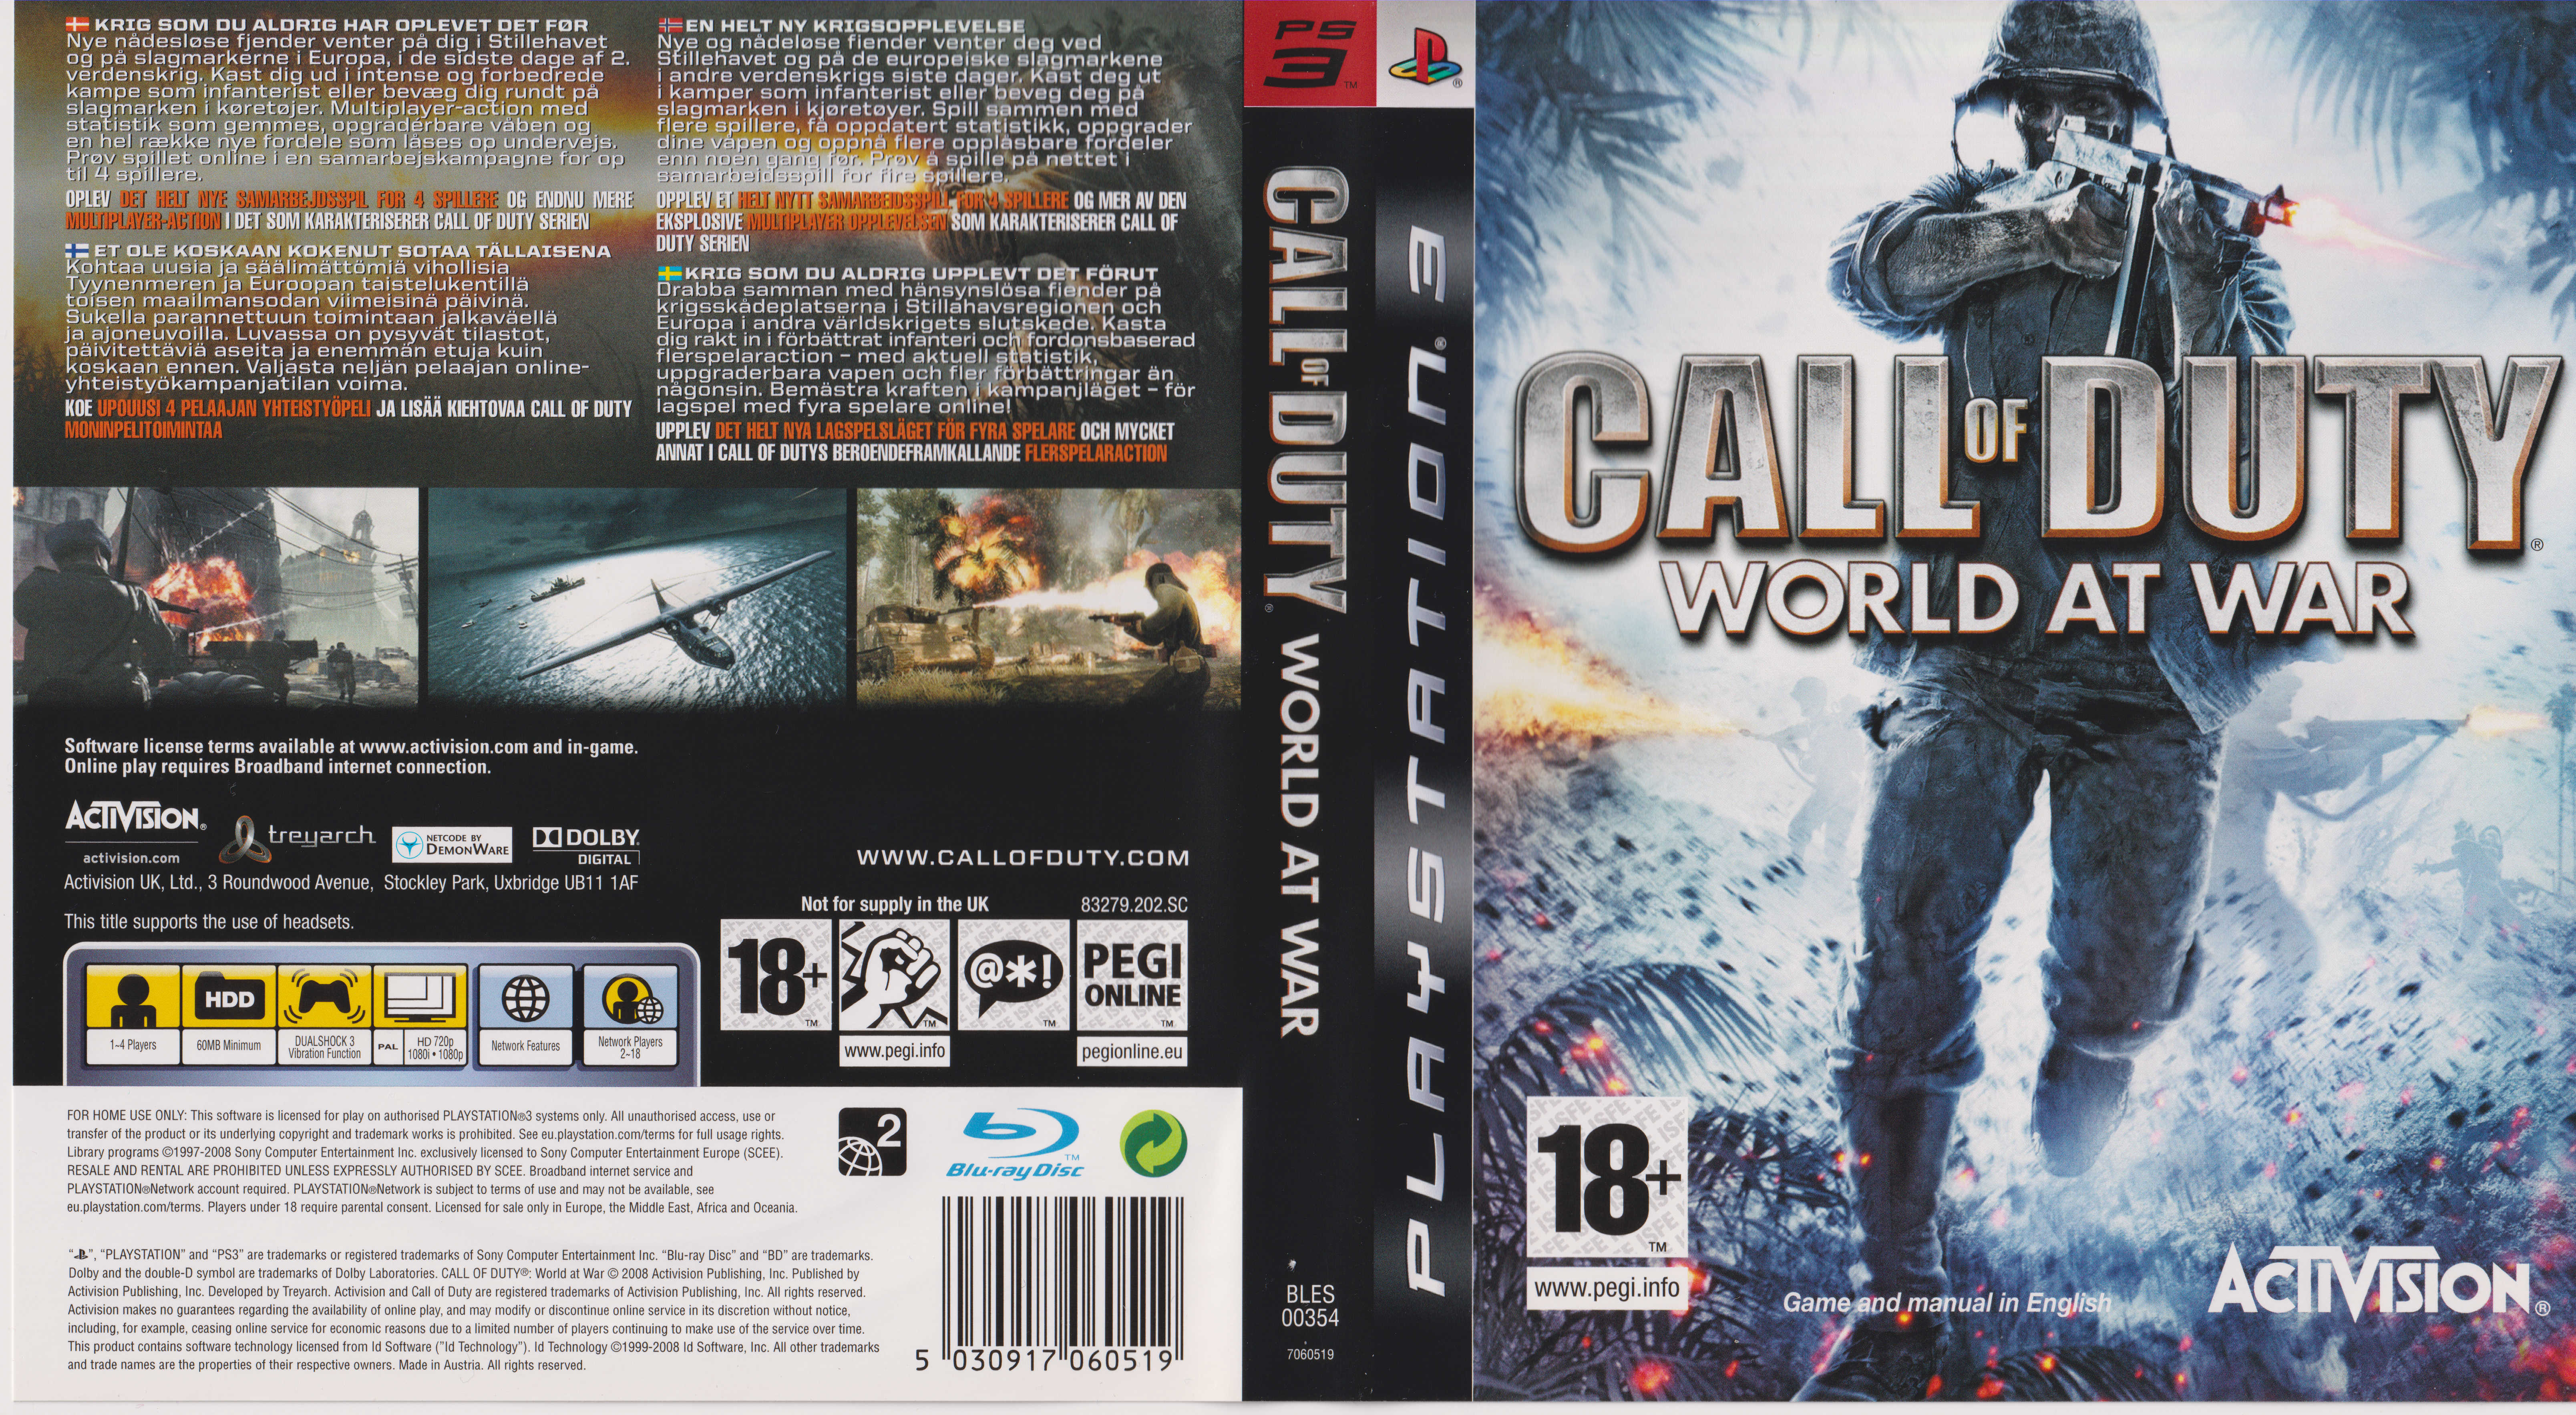 KRIG SOM DU ALDRIG HAR OPLEVET DET FØR
Nye nådesløse fjender venter på dig i Stillehavet
og på slagmarkerne i Europa, i de sidste dage af 2.
verdenskrig. Kast dig ud i intense og forbedrede
kampe som infanterist eller bevæg dig rundt på
slagmarken i køretøjer. Multiplayer-action med
statistik som gemmes, opgradérbare våben og
en hel række nye fordele som låses op undervejs.
Prøv spillet online i en samarbejskampagne for op
til 4 spillere.
OPLEV DET HELT NYE SAMARBEJDSSPIL FOR 4 SPILLERE OG ENDNU MERE
MULTIPLAYER-ACTION I DET SOM KARAKTERISERER CALL OF DUTY SERIEN
ET OLE KOSKAAN KOKENUT SOTAA TÄLLAISENA
Kohtaa uusia ja säälimättömiä vihollisia
Tyynenmeren ja Euroopan taistelukentillä
toisen maailmansodan viimeisinä päivinä.
Sukella parannettuun toimintaan jalkaväellä
ja ajoneuvoilla. Luvassa on pysyvät tilastot,
päivitettäviä aseita ja enemmän etuja kuin
koskaan ennen. Valjasta neljän pelaajan online-
yhteistyökampanjatilan voima.
KOE UPOUUSI 4 PELAAJAN YHTEISTYÖPELI JA LISÄÄ KIEHTOVAA CALL OF DUTY
MONINPELITOIMINTAA
EN HELT NY KRIGSOPPLEVELSE
Nye og nådeløse fiender venter deg ved
Stillehavet og på de europeiske slagmarkene
i andre verdenskrigs siste dager. Kast deg ut
i kamper som infanterist eller beveg deg på
slagmarken i kjøretøyer. Spill sammen med
flere spillere, få oppdatert statistikk, oppgrader
dine våpen og oppnå flere opplåsbare fordeler
enn noen gang før. Prøv å spille på nettet i
samarbeidsspill for fire spillere.
OPPLEV ET HELT NYTT SAMARBEIDSSPILL FOR 4 SPILLERE OG MER AV DEN
EKSPLOSIVE MULTIPLAYER OPPLEVELSEN SOM KARAKTERISERER CALL OF
DUTY SERIEN
KRIG SOM DU ALDRIG UPPLEVT DET FÖRUT
Drabba samman med hänsynslösa fiender på
krigsskådeplatserna i Stillahavsregionen och
Europa i andra världskrigets slutskede. Kasta
dig rakt in i förbättrat infanteri och fordonsbaserad
flerspelaraction – med aktuell statistik,
uppgraderbara vapen och fler förbättringar än
någonsin. Bemästra kraften i kampanjläget – för
lagspel med fyra spelare online!
UPPLEV DET HELT NYA LAGSPELSLÄGET FÖR FYRA SPELARE OCH MYCKET
ANNAT I CALL OF DUTYS BEROENDEFRAMKALLANDE FLERSPELARACTION
Software license terms available at www.activision.com and in-game.
Online play requires Broadband internet connection.
ACTIVISION®
activision.com
treyarch
NETCODE BY
DEMONWARE
DOLBY®
DIGITAL
Activision UK, Ltd., 3 Roundwood Avenue, Stockley Park, Uxbridge UB11 1AF
This title supports the use of headsets.
WWW.CALLOFDUTY.COM
Not for supply in the UK 83279.202.SC
18+ ™
™
www.pegi.info
@*! ™
PEGI
ONLINE
™
pegionline.eu
1~4 Players
HDD
60MB Minimum
DUALSHOCK 3
Vibration Function
PAL
HD 720p
1080i • 1080p
Network Features
Network Players
2~18
FOR HOME USE ONLY: This software is licensed for play on authorised PLAYSTATION®3 systems only. All unauthorised access, use or
transfer of the product or its underlying copyright and trademark works is prohibited. See eu.playstation.com/terms for full usage rights.
Library programs ©1997-2008 Sony Computer Entertainment Inc. exclusively licensed to Sony Computer Entertainment Europe (SCEE).
RESALE AND RENTAL ARE PROHIBITED UNLESS EXPRESSLY AUTHORISED BY SCEE. Broadband internet service and
PLAYSTATION®Network account required. PLAYSTATION®Network is subject to terms of use and may not be available, see
eu.playstation.com/terms. Players under 18 require parental consent. Licensed for sale only in Europe, the Middle East, Africa and Oceania.
2
Blu-ray Disc ™
"", "PLAYSTATION" and "PS3" are trademarks or registered trademarks of Sony Computer Entertainment Inc. "Blu-ray Disc" and "BD" are trademarks.
Dolby and the double-D symbol are trademarks of Dolby Laboratories. CALL OF DUTY®: World at War © 2008 Activision Publishing, Inc. Published by
Activision Publishing, Inc. Developed by Treyarch. Activision and Call of Duty are registered trademarks of Activision Publishing, Inc. All rights reserved.
Activision makes no guarantees regarding the availability of online play, and may modify or discontinue online service in its discretion without notice,
including, for example, ceasing online service for economic reasons due to a limited number of players continuing to make use of the service over time.
This product contains software technology licensed from Id Software ("Id Technology"). Id Technology ©1999-2008 Id Software, Inc. All other trademarks
and trade names are the properties of their respective owners. Made in Austria. All rights reserved.
5 030917 060519
PS3™
CALL OF DUTY® WORLD AT WAR
PLAYSTATION®3
BLES
00354
7060519
CALL OF DUTY®
WORLD AT WAR
18+
™
www.pegi.info
Game and manual in English
ACTIVISION®